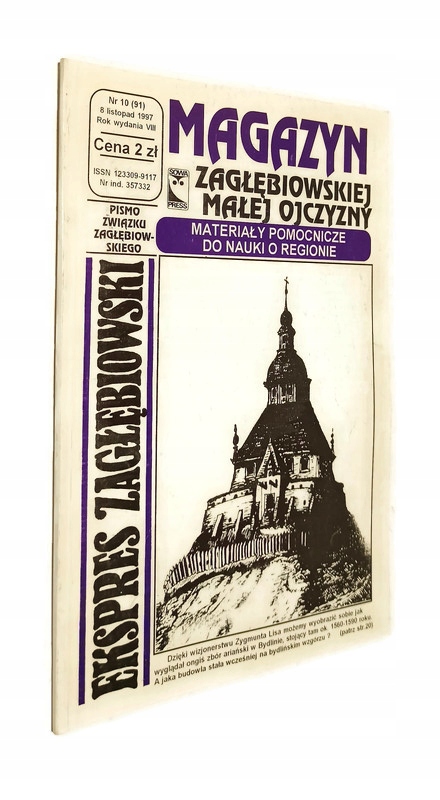 Nr 10 (91)
8 listopad 1997
Rok wydania VIII
Cena 2 zł
ISSN 123309-9117
Nr ind. 357332
PISMO
ZWIĄZKU
ZAGŁĘBIOW-
SKIEGO
EKSPRES ZAGŁĘBIOWSKI
MAGAZYN
SOWA
PRESS
ZAGŁĘBIOWSKIEJ
MAŁEJ OJCZYZNY
MATERIAŁY POMOCNICZE
DO NAUKI O REGIONIE
Dzięki wizjonerstwu Zygmunta Lisa możemy wyobrazić sobie jak
wyglądał ongiś zbór ariański w Bydlinie, stojący tam ok. 1560-1590 roku.
A jaka budowla stała wcześniej na bydlińskim wzgórzu ? (patrz str.20)